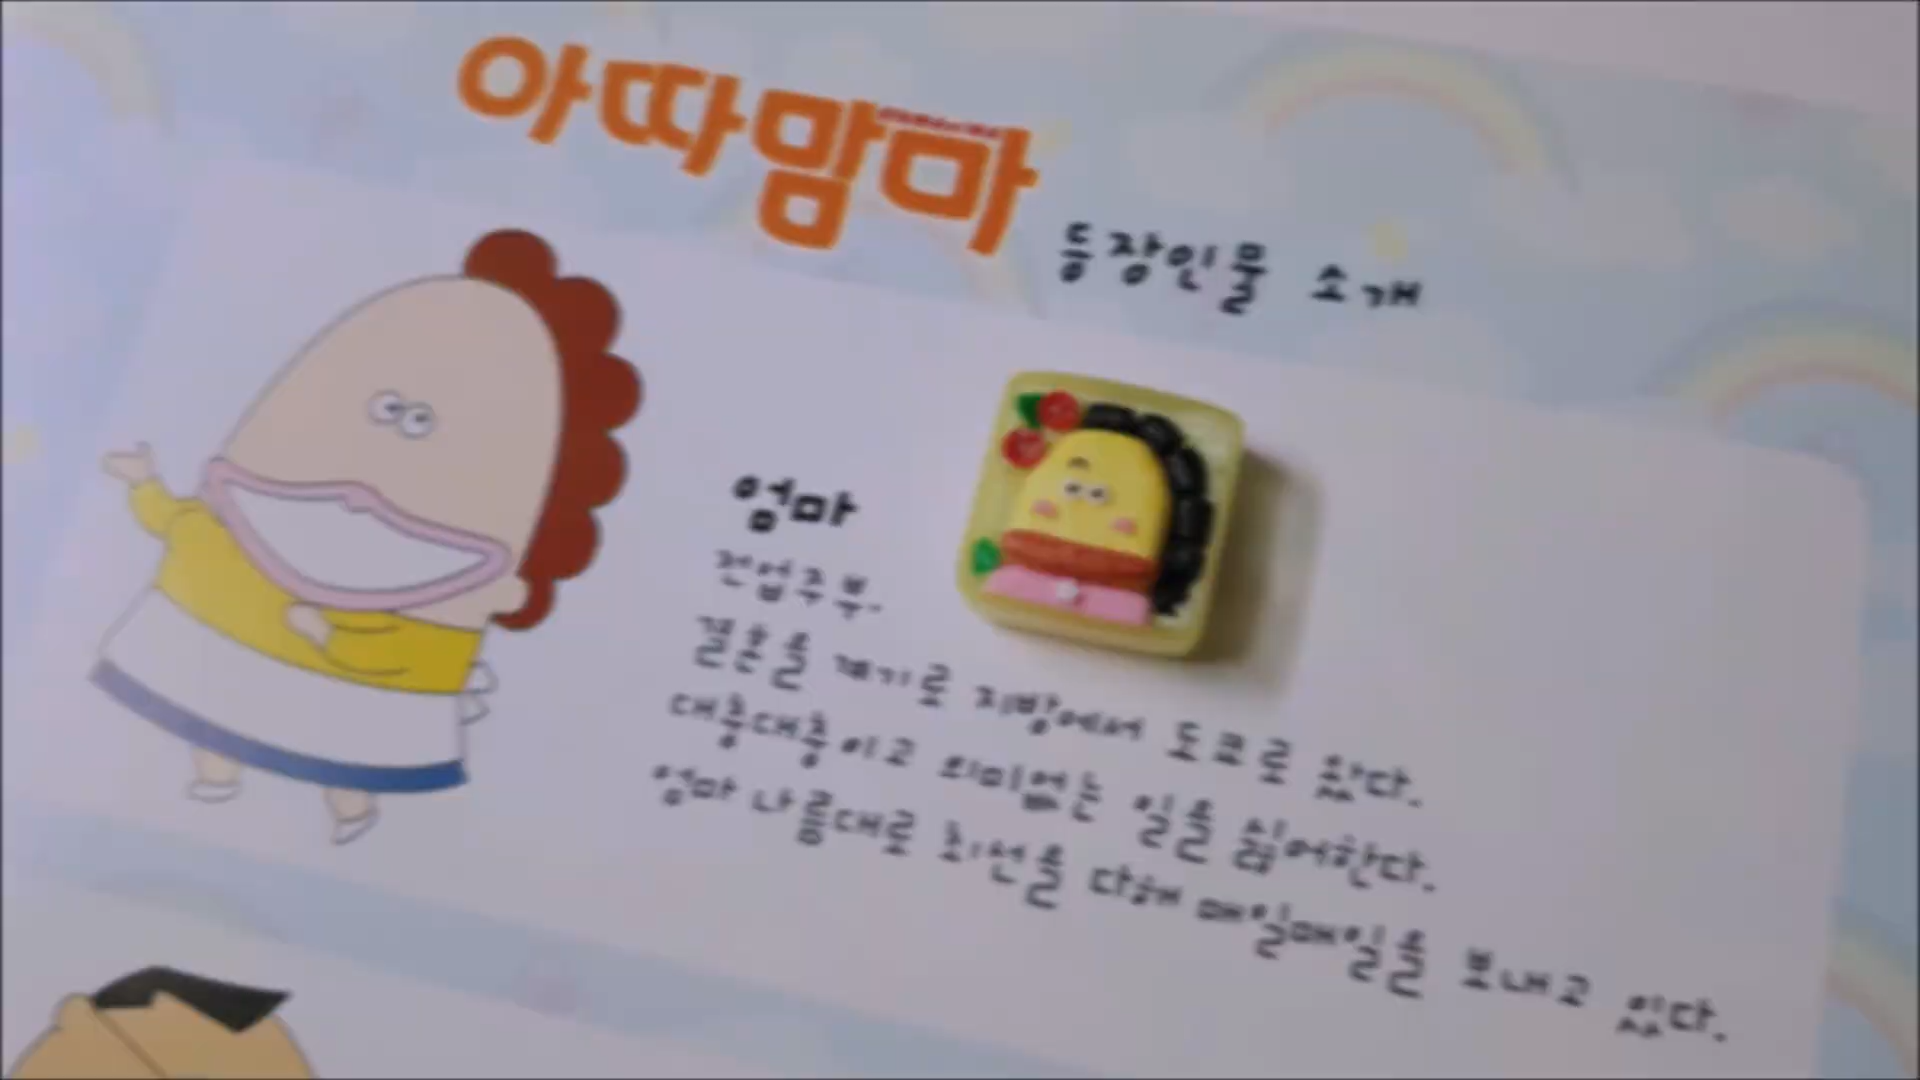 아따맘마
등장인물 소개
엄마
전업주부.
결혼을 계기로 지방에서 도쿄로 왔다.
대충대충이고 의미없는 일을 싫어한다.
엄마 나름대로 최선을 다해 매일매일을 보내고 있다.